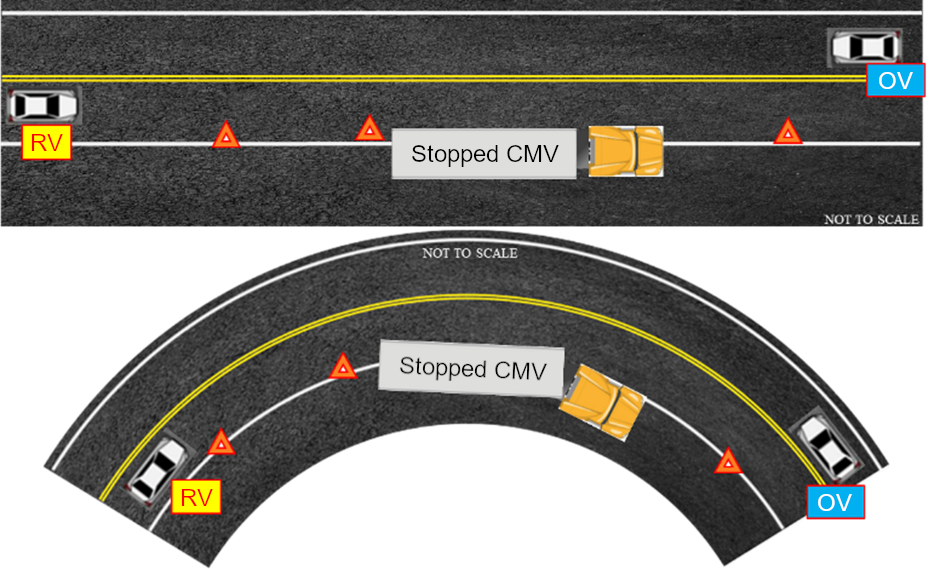 OV
RV
Stopped CMV
NOT TO SCALE
NOT TO SCALE
Stopped CMV
RV
OV